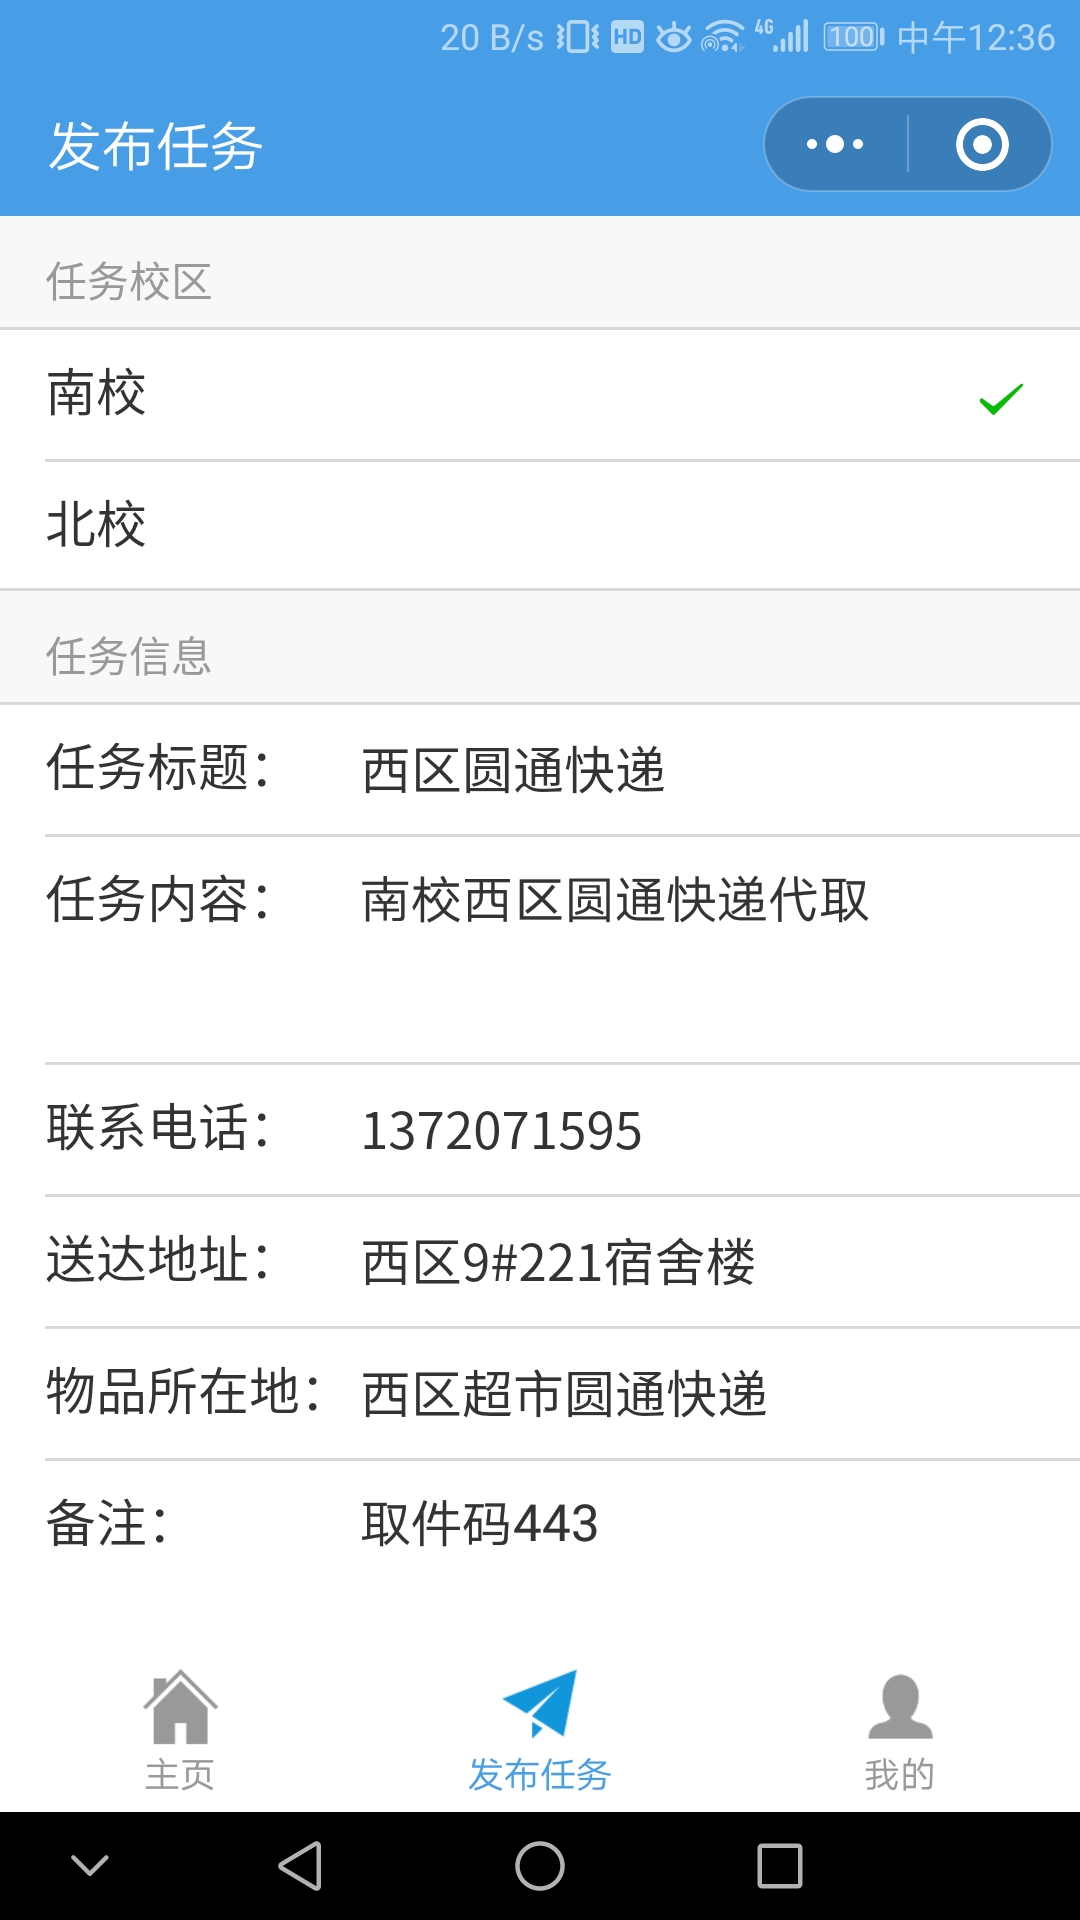 20 B/s HD 4G 100 中午12:36
发布任务
任务校区
南校
北校
任务信息
任务标题： 西区圆通快递
任务内容： 南校西区圆通快递代取
联系电话： 1372071595
送达地址： 西区9#221宿舍楼
物品所在地： 西区超市圆通快递
备注： 取件码443
主页 发布任务 我的